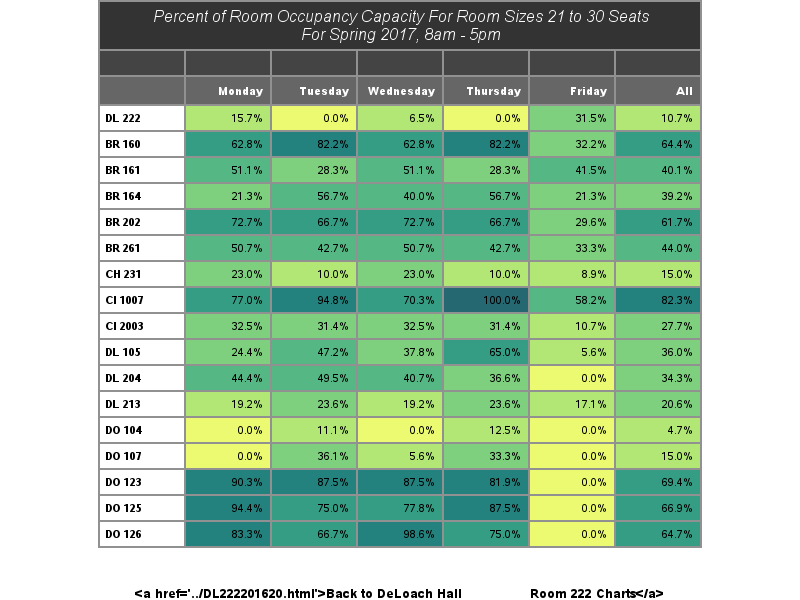 Percent of Room Occupancy Capacity For Room Sizes 21 to 30 Seats
For Spring 2017, 8am - 5pm
Monday Tuesday Wednesday Thursday Friday All
DL 222 15.7% 0.0% 6.5% 0.0% 31.5% 10.7%
BR 160 62.8% 82.2% 62.8% 82.2% 32.2% 64.4%
BR 161 51.1% 28.3% 51.1% 28.3% 41.5% 40.1%
BR 164 21.3% 56.7% 40.0% 56.7% 21.3% 39.2%
BR 202 72.7% 66.7% 72.7% 66.7% 29.6% 61.7%
BR 261 50.7% 42.7% 50.7% 42.7% 33.3% 44.0%
CH 231 23.0% 10.0% 23.0% 10.0% 8.9% 15.0%
CI 1007 77.0% 94.8% 70.3% 100.0% 58.2% 82.3%
CI 2003 32.5% 31.4% 32.5% 31.4% 10.7% 27.7%
DL 105 24.4% 47.2% 37.8% 65.0% 5.6% 36.0%
DL 204 44.4% 49.5% 40.7% 36.6% 0.0% 34.3%
DL 213 19.2% 23.6% 19.2% 23.6% 17.1% 20.6%
DO 104 0.0% 11.1% 0.0% 12.5% 0.0% 4.7%
DO 107 0.0% 36.1% 5.6% 33.3% 0.0% 15.0%
DO 123 90.3% 87.5% 87.5% 81.9% 0.0% 69.4%
DO 125 94.4% 75.0% 77.8% 87.5% 0.0% 66.9%
DO 126 83.3% 66.7% 98.6% 75.0% 0.0% 64.7%
<a href='../DL222201620.html'>Back to DeLoach Hall Room 222 Charts</a>